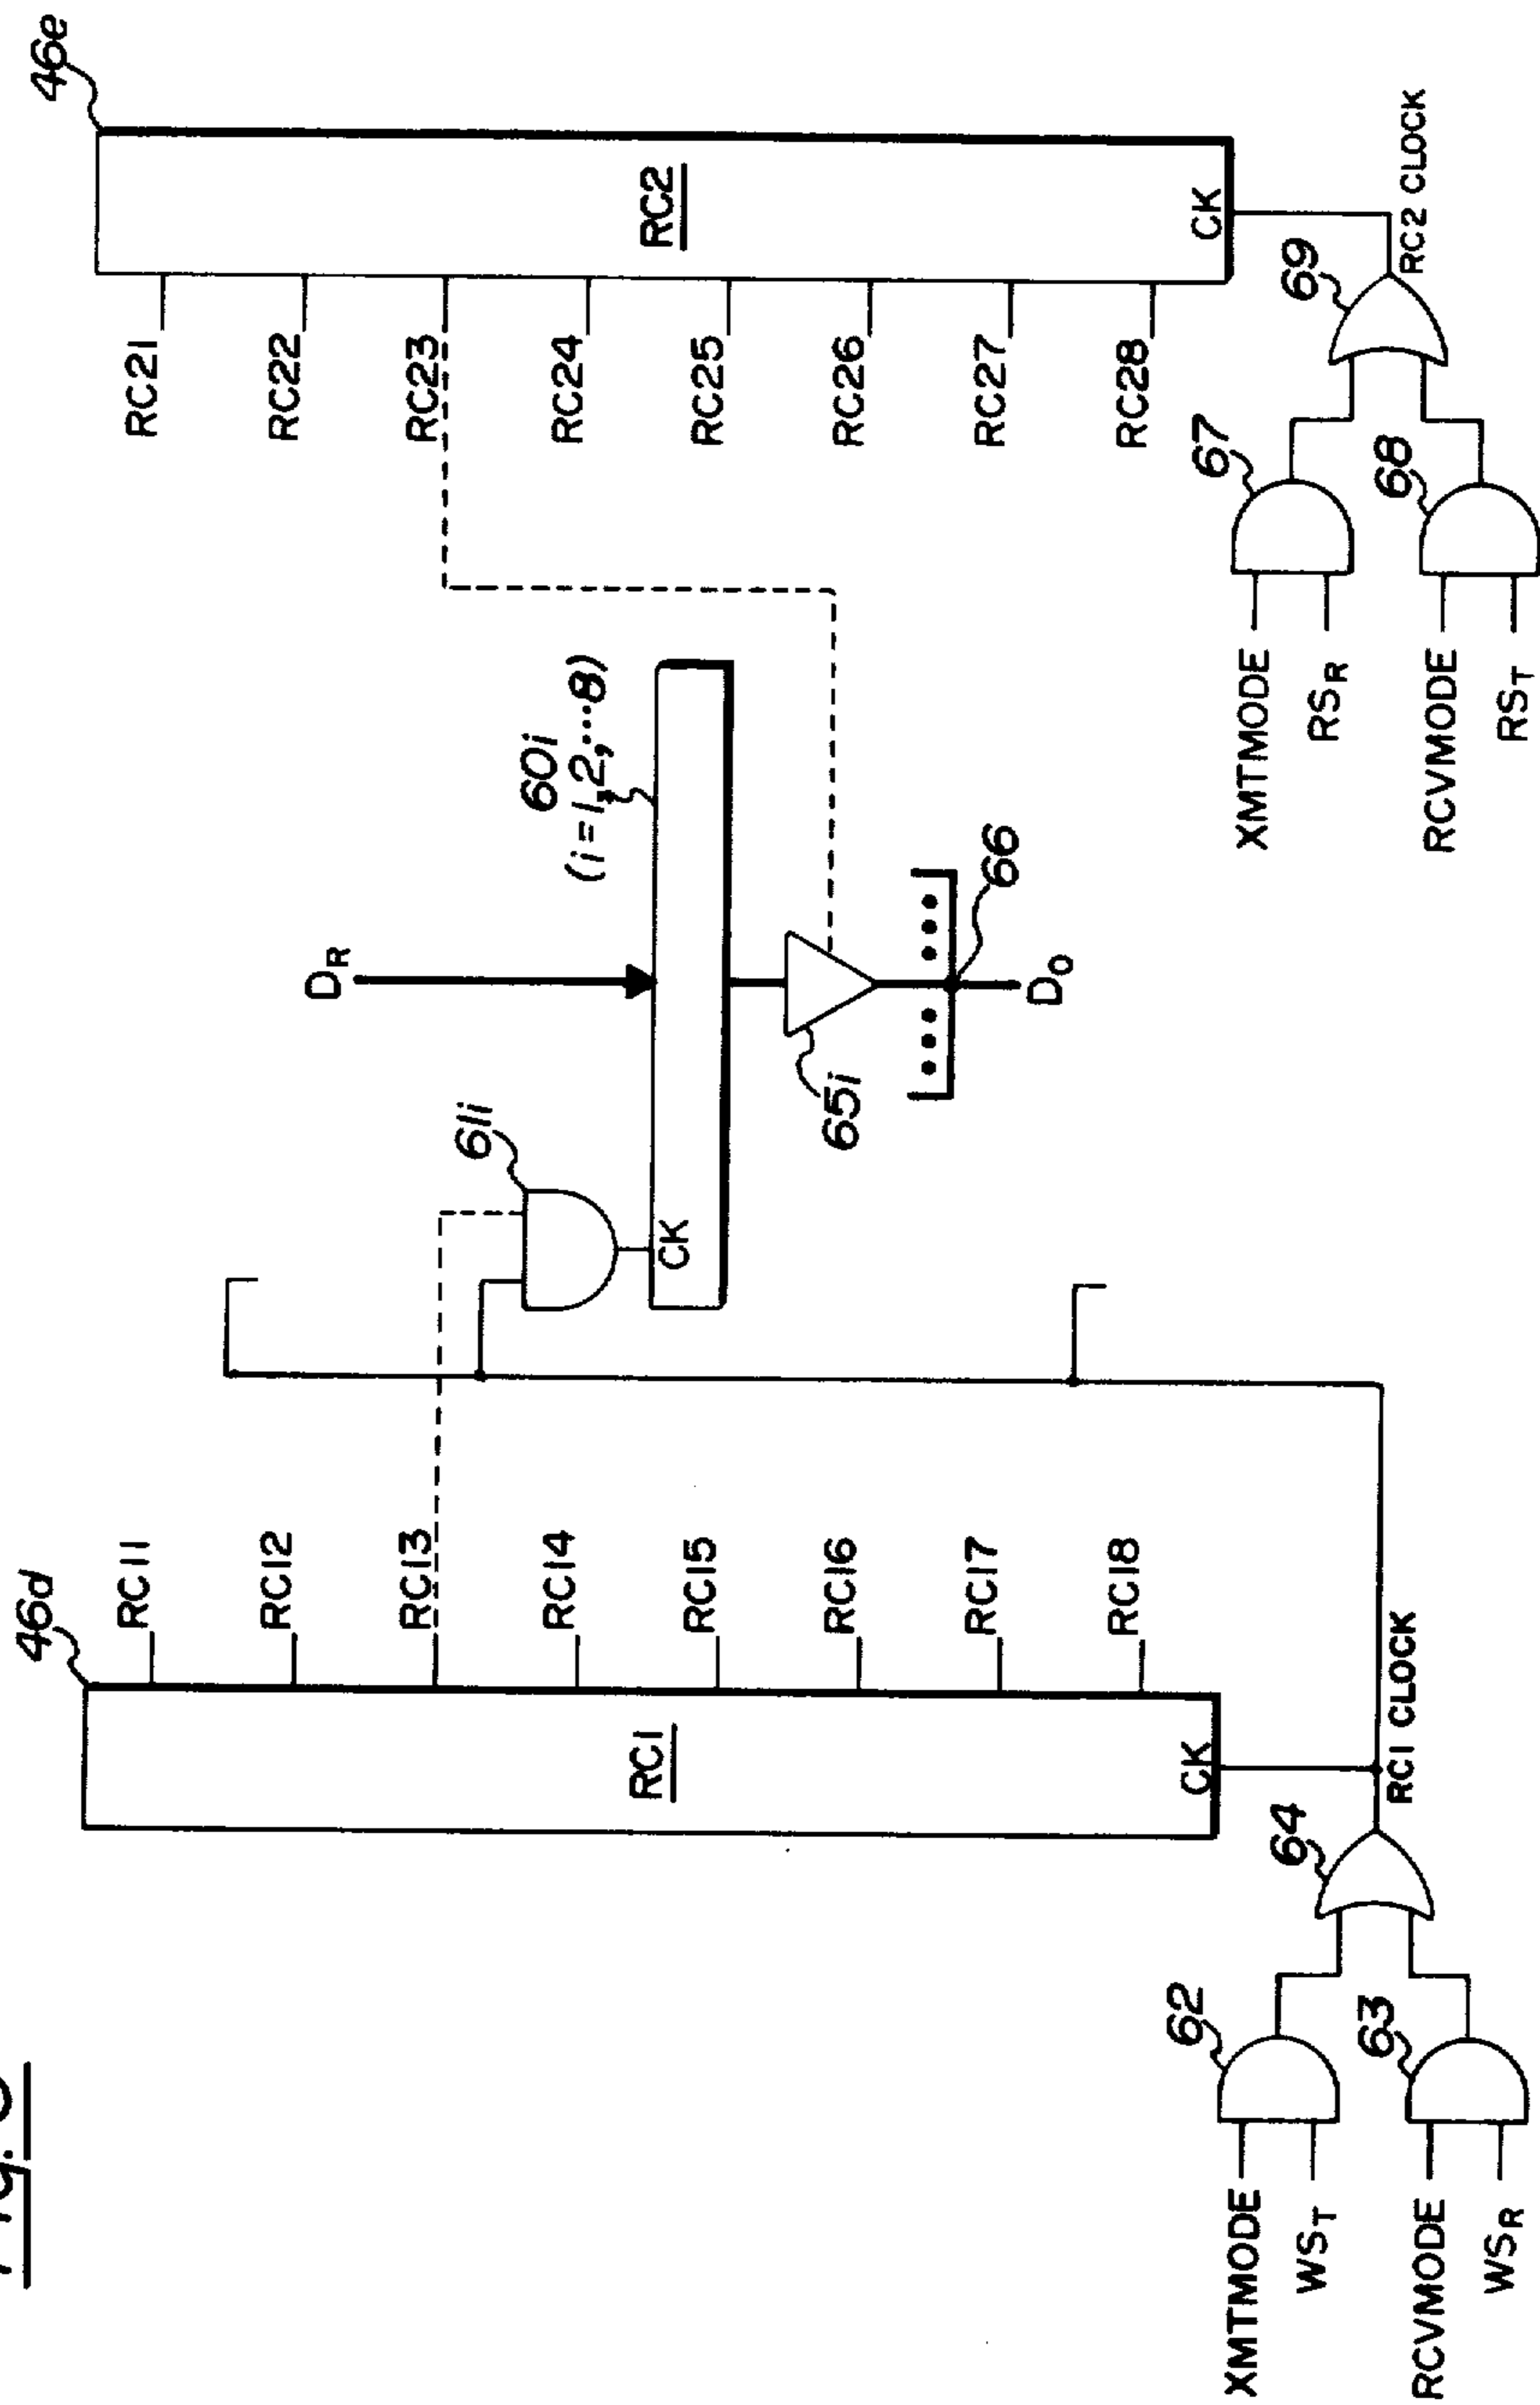 46d
RC11
RC12
RC13
RC14
RC15
RC16
RC17
RC18
RC1
CK
64
RC1 CLOCK
62
63
XMTMODE
WST
RCVMODE
WSR
DR
61i
CK
60i
(i=1,2,...8)
65i
66
DO
46e
RC21
RC22
RC23
RC24
RC25
RC26
RC27
RC28
RC2
CK
69
RC2 CLOCK
67
68
XMTMODE
RSR
RCVMODE
RST